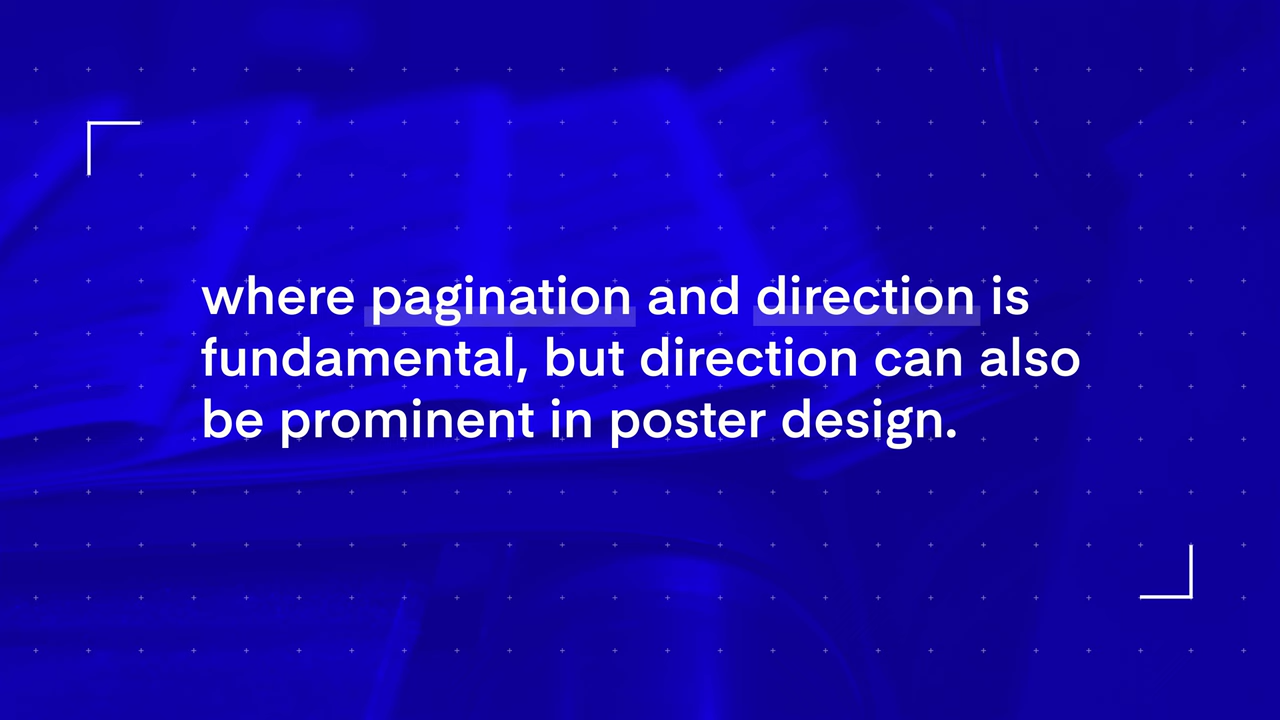 where pagination and direction is
fundamental, but direction can also
be prominent in poster design.